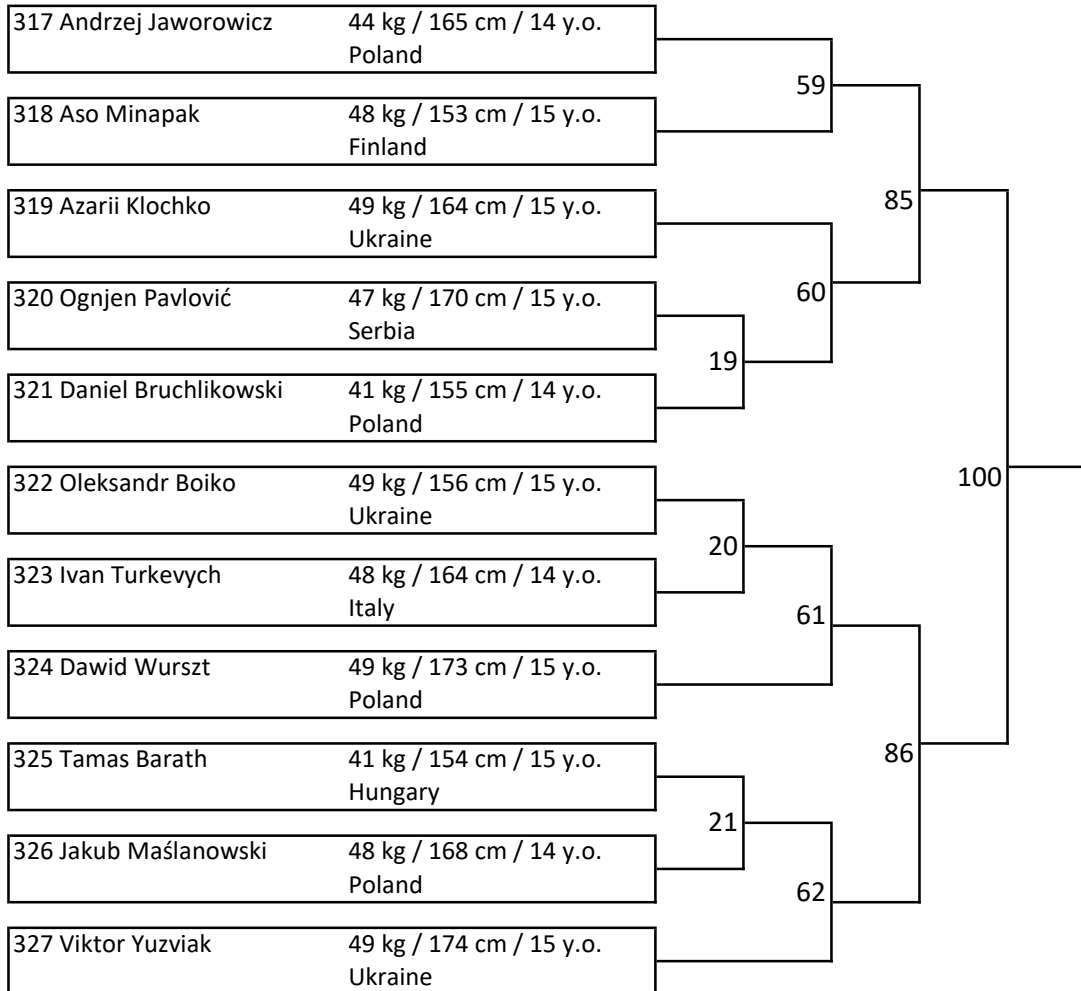 317 Andrzej Jaworowicz 44 kg / 165 cm / 14 y.o.
Poland
59
318 Aso Minapak 48 kg / 153 cm / 15 y.o.
Finland
85
319 Azarii Klochko 49 kg / 164 cm / 15 y.o.
Ukraine
60
320 Ognjen Pavlović 47 kg / 170 cm / 15 y.o.
Serbia
19
321 Daniel Bruchlikowski 41 kg / 155 cm / 14 y.o.
Poland
100
322 Oleksandr Boiko 49 kg / 156 cm / 15 y.o.
Ukraine
20
323 Ivan Turkevych 48 kg / 164 cm / 14 y.o.
Italy
61
324 Dawid Wurszt 49 kg / 173 cm / 15 y.o.
Poland
86
325 Tamas Barath 41 kg / 154 cm / 15 y.o.
Hungary
21
326 Jakub Maślanowski 48 kg / 168 cm / 14 y.o.
Poland
62
327 Viktor Yuzviak 49 kg / 174 cm / 15 y.o.
Ukraine